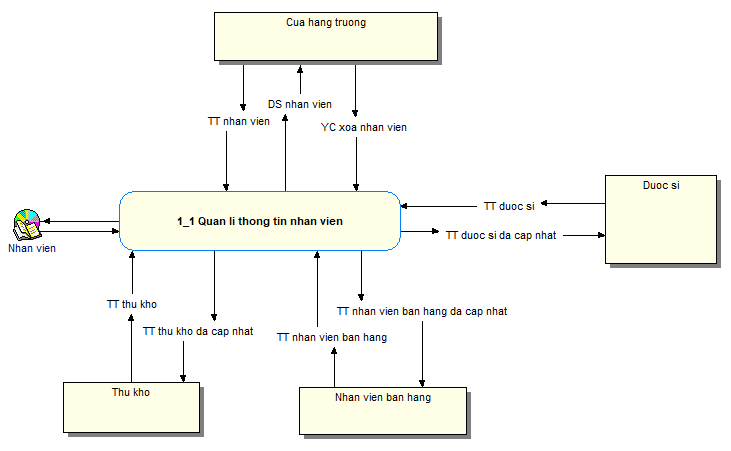 Cua hang truong
DS nhan vien
TT nhan vien
YC xoa nhan vien
Duoc si
TT duoc si
1_1 Quan li thong tin nhan vien
TT duoc si da cap nhat
Nhan vien
TT thu kho
TT nhan vien ban hang da cap nhat
TT thu kho da cap nhat
TT nhan vien ban hang
Thu kho
Nhan vien ban hang